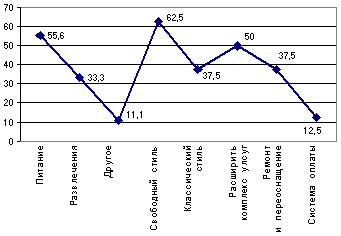 70
60
50
40
30
20
10
0
55,6
33,3
11,1
62,5
37,5
50
37,5
12,5
Питание
Развлечения
Другое
Свободный стиль
Классический
стиль
Расширить
комплекс улсуг
Ремонт
и переоснащение
Система оплаты